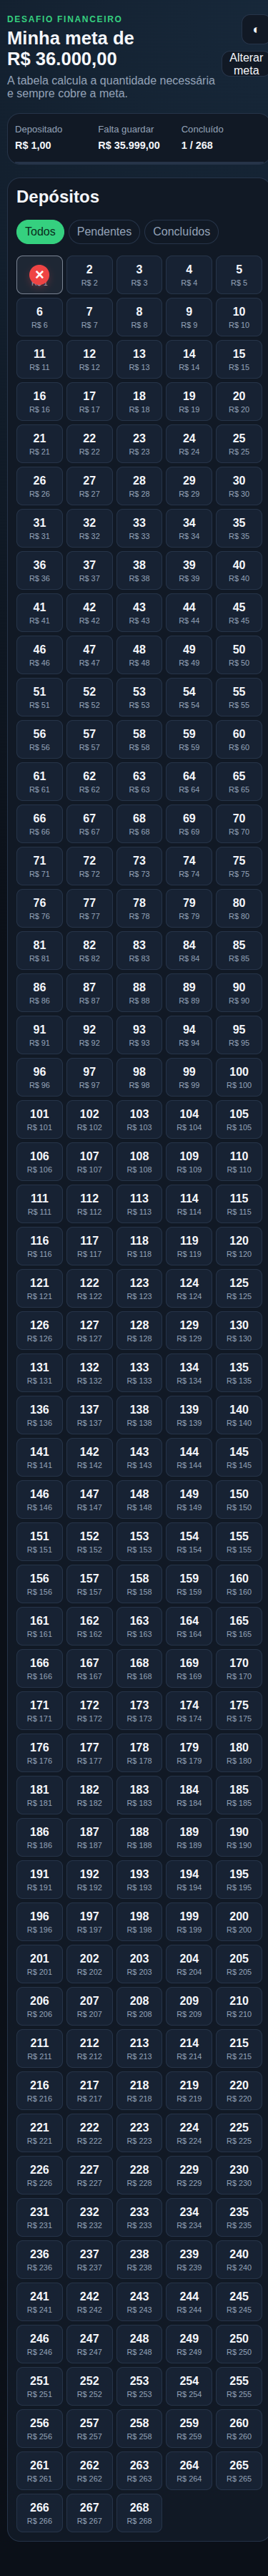 DESAFIO FINANCEIRO
Minha meta de
R$ 36.000,00
A tabela calcula a quantidade necessária
e sempre cobre a meta.
Alterar
meta
Depositado Falta guardar Concluído
R$ 1,00 R$ 35.999,00 1 / 268
Depósitos
Todos Pendentes Concluídos
2 3 4 5
R$ 2 R$ 3 R$ 4 R$ 5
6 7 8 9 10
R$ 6 R$ 7 R$ 8 R$ 9 R$ 10
11 12 13 14 15
R$ 11 R$ 12 R$ 13 R$ 14 R$ 15
16 17 18 19 20
R$ 16 R$ 17 R$ 18 R$ 19 R$ 20
21 22 23 24 25
R$ 21 R$ 22 R$ 23 R$ 24 R$ 25
26 27 28 29 30
R$ 26 R$ 27 R$ 28 R$ 29 R$ 30
31 32 33 34 35
R$ 31 R$ 32 R$ 33 R$ 34 R$ 35
36 37 38 39 40
R$ 36 R$ 37 R$ 38 R$ 39 R$ 40
41 42 43 44 45
R$ 41 R$ 42 R$ 43 R$ 44 R$ 45
46 47 48 49 50
R$ 46 R$ 47 R$ 48 R$ 49 R$ 50
51 52 53 54 55
R$ 51 R$ 52 R$ 53 R$ 54 R$ 55
56 57 58 59 60
R$ 56 R$ 57 R$ 58 R$ 59 R$ 60
61 62 63 64 65
R$ 61 R$ 62 R$ 63 R$ 64 R$ 65
66 67 68 69 70
R$ 66 R$ 67 R$ 68 R$ 69 R$ 70
71 72 73 74 75
R$ 71 R$ 72 R$ 73 R$ 74 R$ 75
76 77 78 79 80
R$ 76 R$ 77 R$ 78 R$ 79 R$ 80
81 82 83 84 85
R$ 81 R$ 82 R$ 83 R$ 84 R$ 85
86 87 88 89 90
R$ 86 R$ 87 R$ 88 R$ 89 R$ 90
91 92 93 94 95
R$ 91 R$ 92 R$ 93 R$ 94 R$ 95
96 97 98 99 100
R$ 96 R$ 97 R$ 98 R$ 99 R$ 100
101 102 103 104 105
R$ 101 R$ 102 R$ 103 R$ 104 R$ 105
106 107 108 109 110
R$ 106 R$ 107 R$ 108 R$ 109 R$ 110
111 112 113 114 115
R$ 111 R$ 112 R$ 113 R$ 114 R$ 115
116 117 118 119 120
R$ 116 R$ 117 R$ 118 R$ 119 R$ 120
121 122 123 124 125
R$ 121 R$ 122 R$ 123 R$ 124 R$ 125
126 127 128 129 130
R$ 126 R$ 127 R$ 128 R$ 129 R$ 130
131 132 133 134 135
R$ 131 R$ 132 R$ 133 R$ 134 R$ 135
136 137 138 139 140
R$ 136 R$ 137 R$ 138 R$ 139 R$ 140
141 142 143 144 145
R$ 141 R$ 142 R$ 143 R$ 144 R$ 145
146 147 148 149 150
R$ 146 R$ 147 R$ 148 R$ 149 R$ 150
151 152 153 154 155
R$ 151 R$ 152 R$ 153 R$ 154 R$ 155
156 157 158 159 160
R$ 156 R$ 157 R$ 158 R$ 159 R$ 160
161 162 163 164 165
R$ 161 R$ 162 R$ 163 R$ 164 R$ 165
166 167 168 169 170
R$ 166 R$ 167 R$ 168 R$ 169 R$ 170
171 172 173 174 175
R$ 171 R$ 172 R$ 173 R$ 174 R$ 175
176 177 178 179 180
R$ 176 R$ 177 R$ 178 R$ 179 R$ 180
181 182 183 184 185
R$ 181 R$ 182 R$ 183 R$ 184 R$ 185
186 187 188 189 190
R$ 186 R$ 187 R$ 188 R$ 189 R$ 190
191 192 193 194 195
R$ 191 R$ 192 R$ 193 R$ 194 R$ 195
196 197 198 199 200
R$ 196 R$ 197 R$ 198 R$ 199 R$ 200
201 202 203 204 205
R$ 201 R$ 202 R$ 203 R$ 204 R$ 205
206 207 208 209 210
R$ 206 R$ 207 R$ 208 R$ 209 R$ 210
211 212 213 214 215
R$ 211 R$ 212 R$ 213 R$ 214 R$ 215
216 217 218 219 220
R$ 216 R$ 217 R$ 218 R$ 219 R$ 220
221 222 223 224 225
R$ 221 R$ 222 R$ 223 R$ 224 R$ 225
226 227 228 229 230
R$ 226 R$ 227 R$ 228 R$ 229 R$ 230
231 232 233 234 235
R$ 231 R$ 232 R$ 233 R$ 234 R$ 235
236 237 238 239 240
R$ 236 R$ 237 R$ 238 R$ 239 R$ 240
241 242 243 244 245
R$ 241 R$ 242 R$ 243 R$ 244 R$ 245
246 247 248 249 250
R$ 246 R$ 247 R$ 248 R$ 249 R$ 250
251 252 253 254 255
R$ 251 R$ 252 R$ 253 R$ 254 R$ 255
256 257 258 259 260
R$ 256 R$ 257 R$ 258 R$ 259 R$ 260
261 262 263 264 265
R$ 261 R$ 262 R$ 263 R$ 264 R$ 265
266 267 268
R$ 266 R$ 267 R$ 268